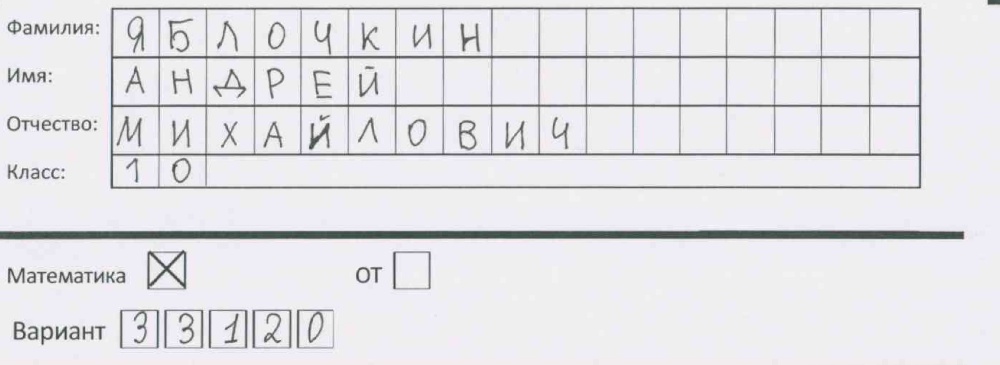 Фамилия: ЯБЛОЧКИН
Имя: АНДРЕЙ
Отчество: МИХАЙЛОВИЧ
Класс: 10
Математика ОТ
Вариант 33120